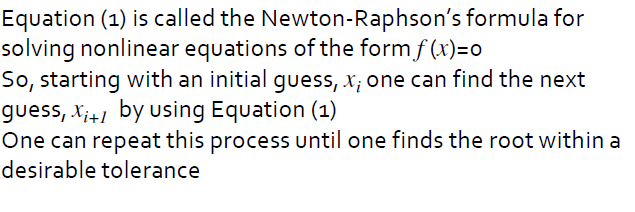 Equation (1) is called the Newton-Raphson’s formula for
solving nonlinear equations of the form f (x)=0
So, starting with an initial guess, xᵢ one can find the next
guess, xᵢ₊₁ by using Equation (1)
One can repeat this process until one finds the root within a
desirable tolerance